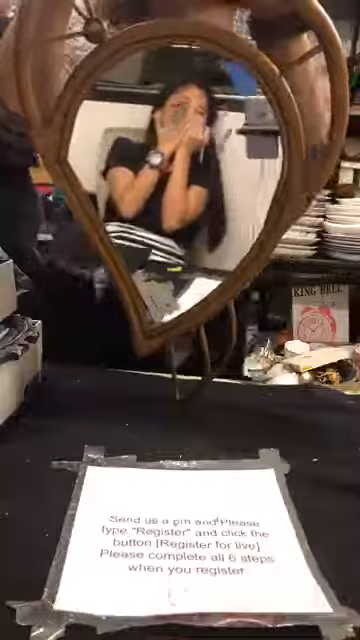 KING BELL
Send us a pm and Please
type "Register" and click the
button [Register for live]
Please complete all 6 steps
when you register